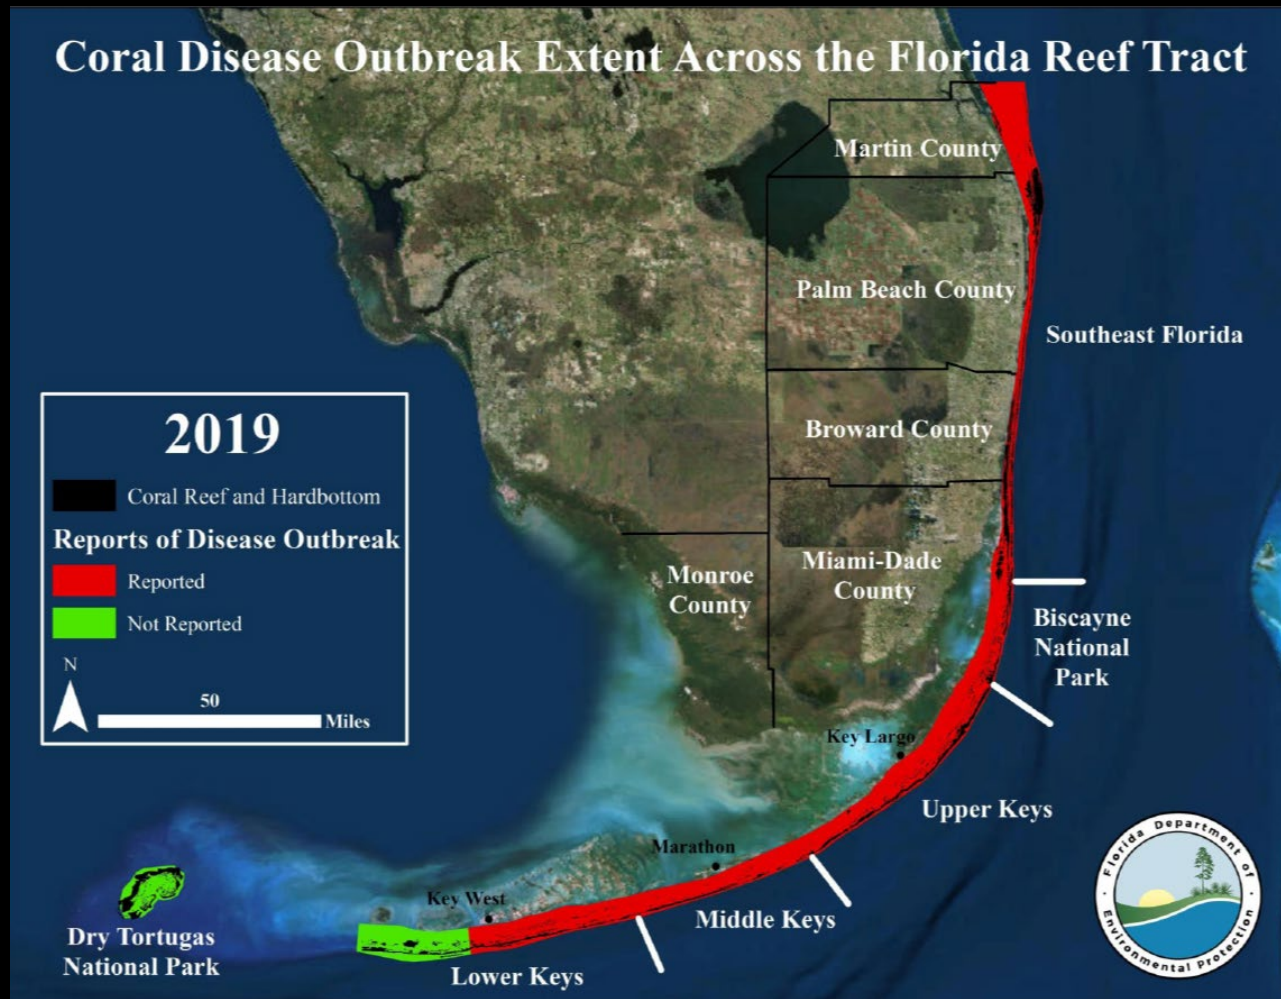 Coral Disease Outbreak Extent Across the Florida Reef Tract
Martin County
Palm Beach County
Southeast Florida
Broward County
Miami-Dade
County
Monroe
County
Biscayne
National
Park
2019
Coral Reef and Hardbottom
Reports of Disease Outbreak
Reported
Not Reported
N
50
Miles
Key Largo
Upper Keys
Marathon
Middle Keys
Key West
Lower Keys
Dry Tortugas
National Park
Florida Department of
Environmental Protection